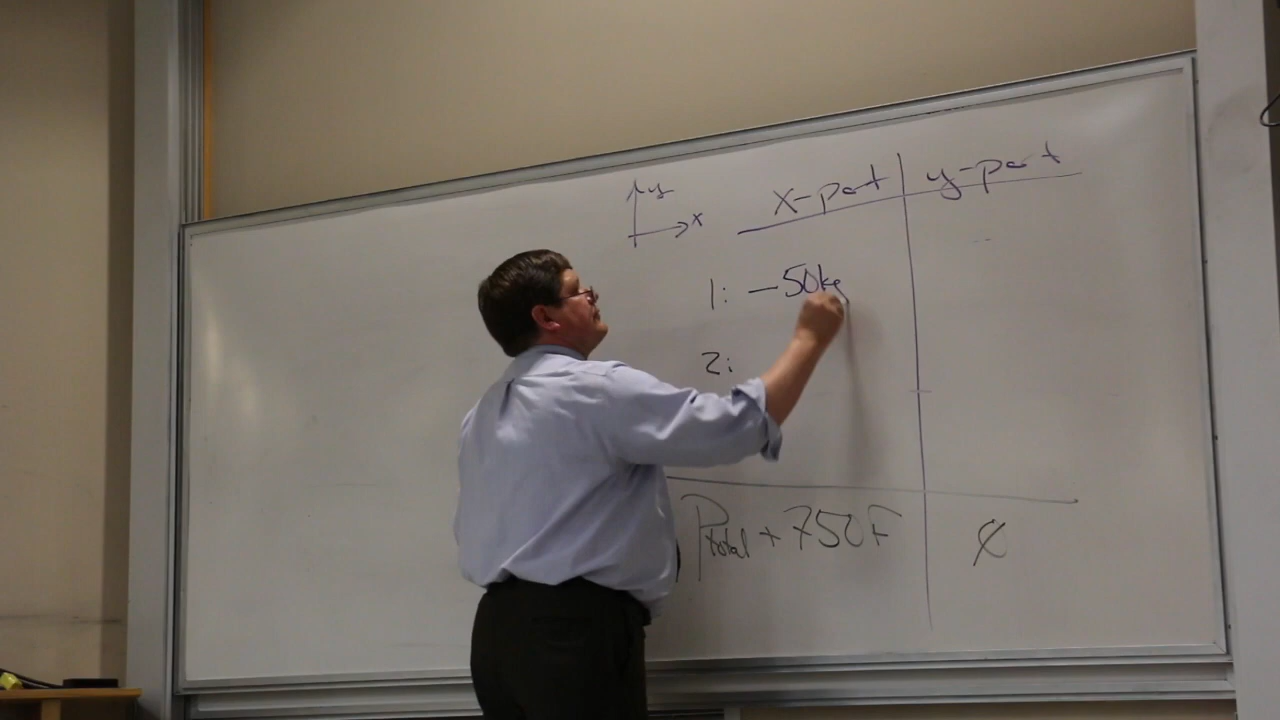 y
x
x-part y-part
1: -50kg
2:
Ptotal + 750F